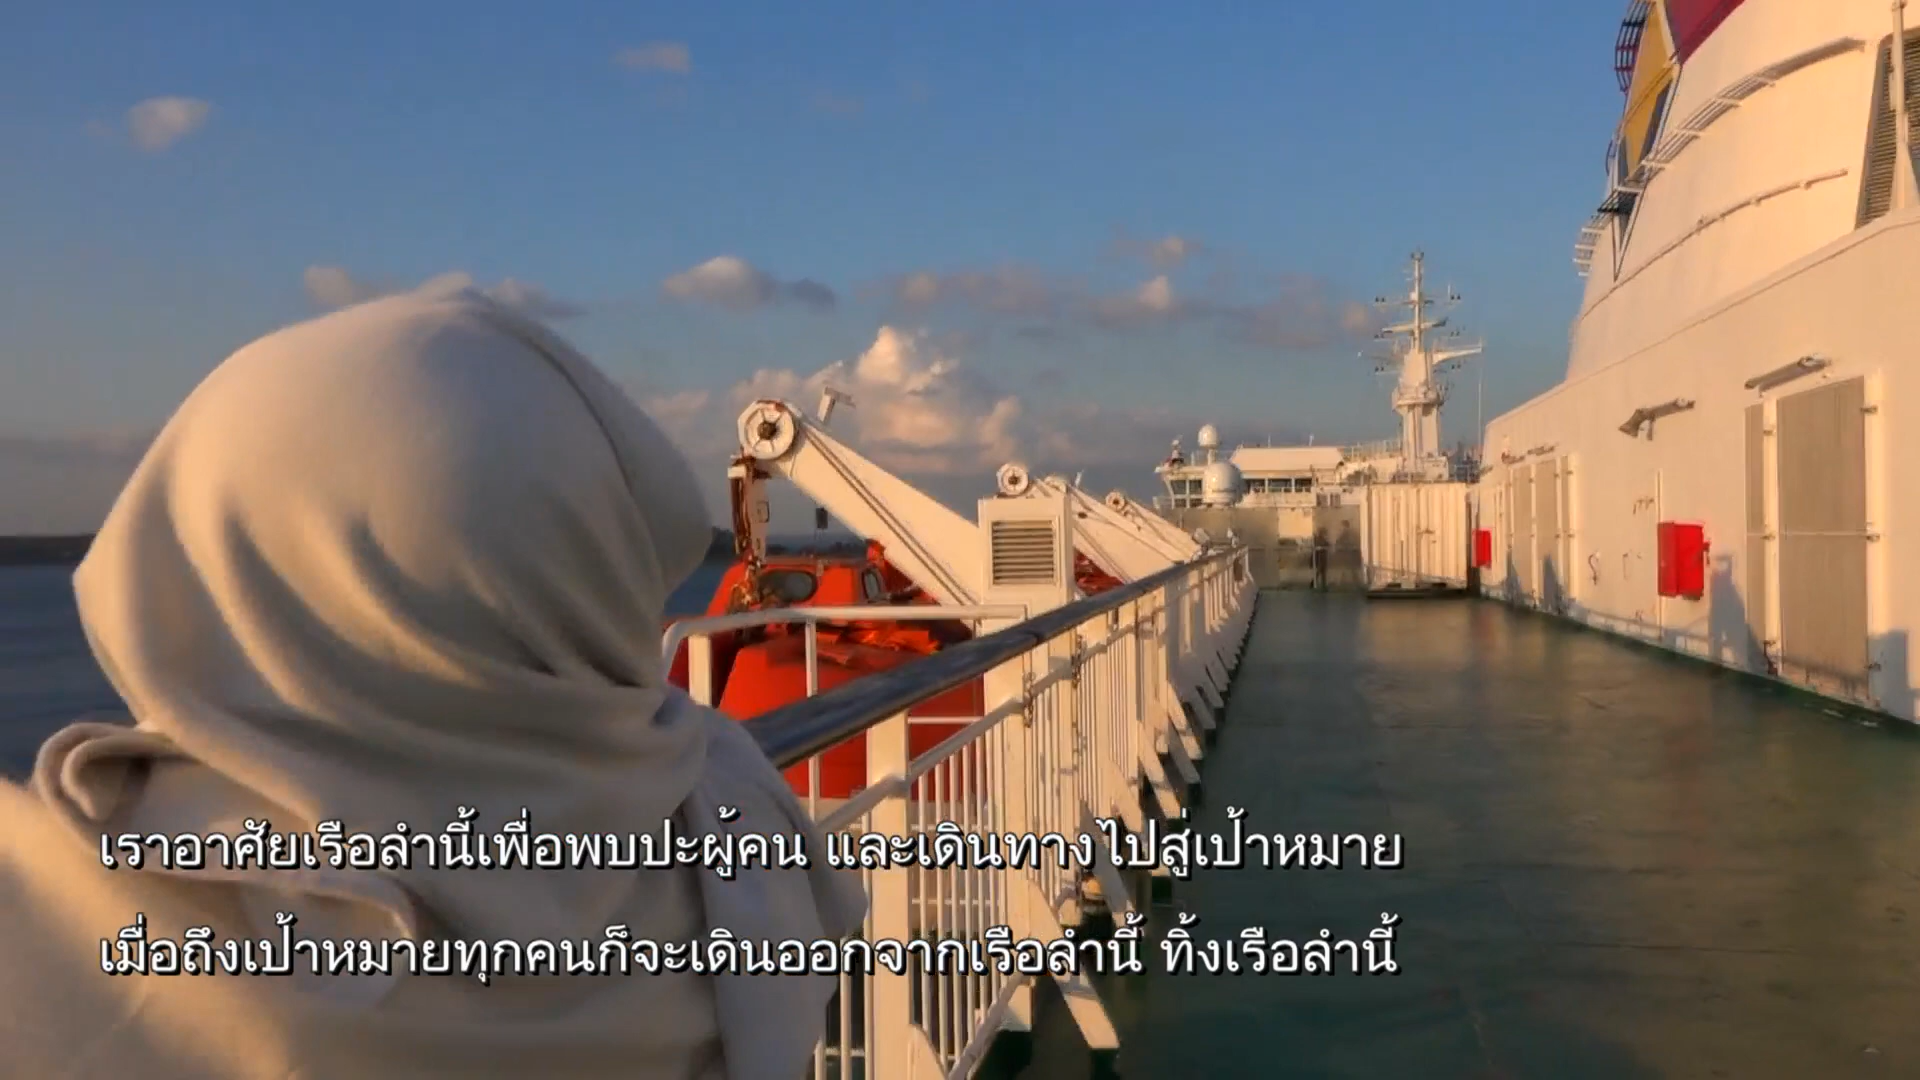 เราอาศัยเรือลำนี้เพื่อพบปะผู้คน และเดินทางไปสู่เป้าหมาย
เมื่อถึงเป้าหมายทุกคนก็จะเดินออกจากเรือลำนี้ ทิ้งเรือลำนี้